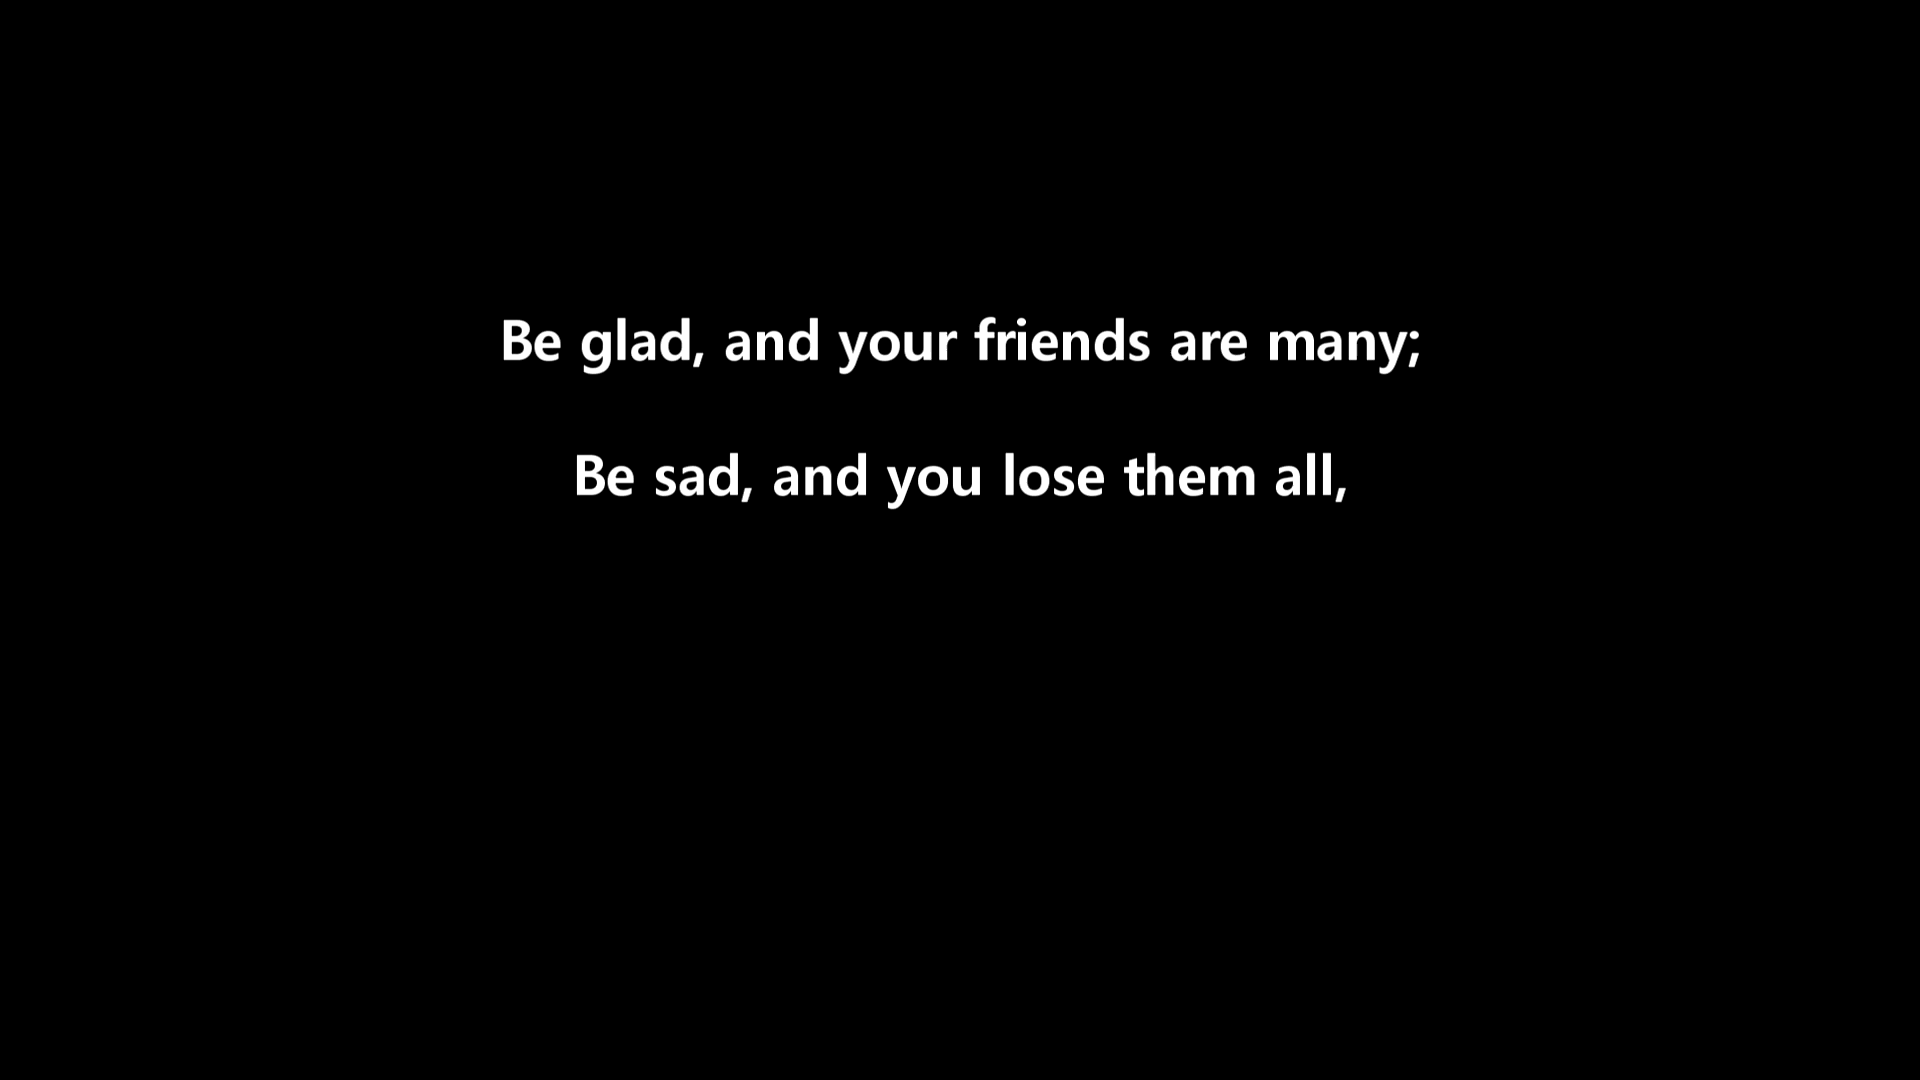 Be glad, and your friends are many;
Be sad, and you lose them all,